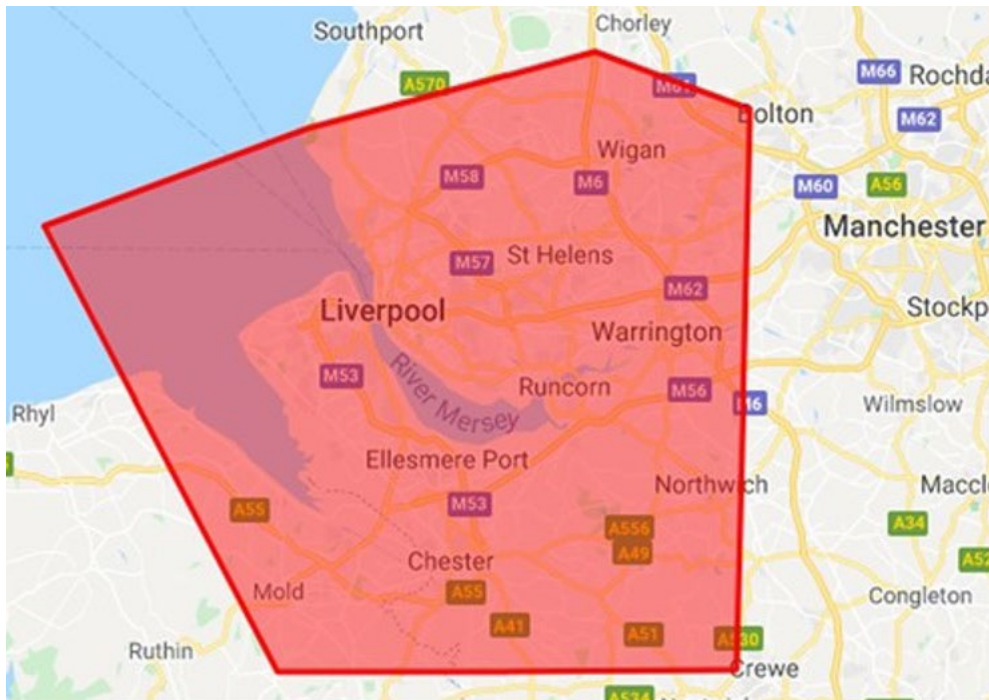 Southport
Chorley
A570
M61
M66
Rochda
Bolton
M62
Wigan
M58
M6
M60
A56
Manchester
M57
St Helens
M62
Liverpool
Stockp
Warrington
M53
River Mersey
Runcorn
M56
M6
Wilmslow
Rhyl
Ellesmere Port
Northwich
Maccl
A55
M53
A556
A34
A49
Chester
A52
Mold
A55
Congleton
A41
A51
A530
Ruthin
Crewe
A534